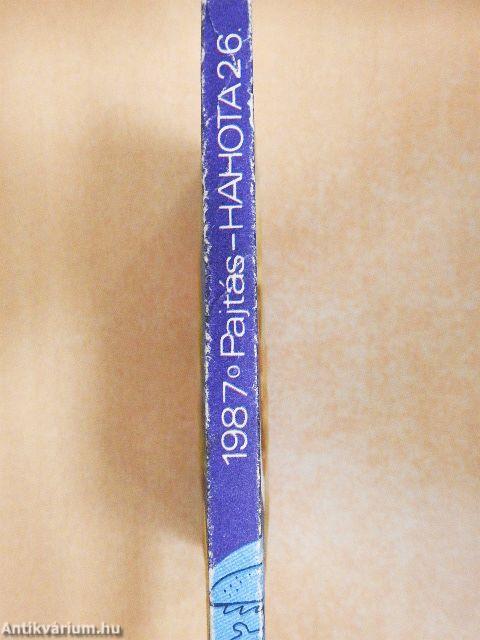 1987 ° Pajtás-HAHOTA 26.
Antikvárium.hu